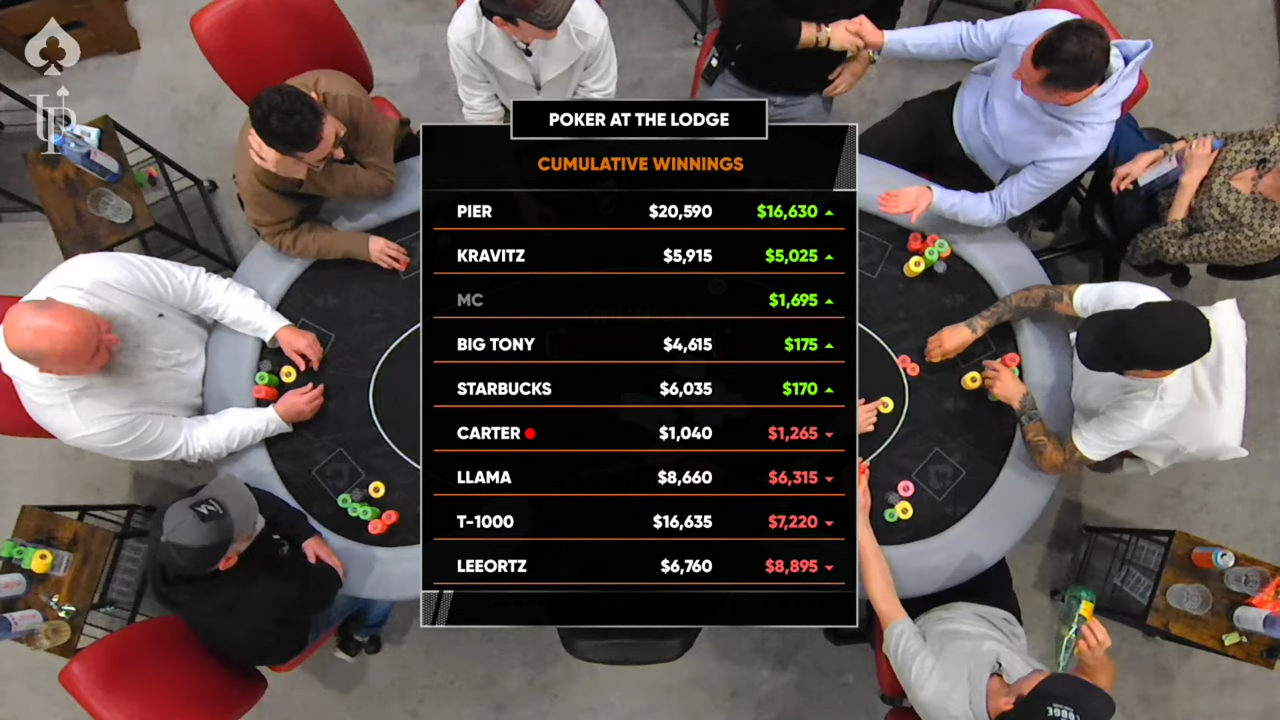 POKER AT THE LODGE
CUMULATIVE WINNINGS
PIER $20,590 $16,630
KRAVITZ $5,915 $5,025
MC $1,695
BIG TONY $4,615 $175
STARBUCKS $6,035 $170
CARTER $1,040 $1,265
LLAMA $8,660 $6,315
T-1000 $16,635 $7,220
LEEORTZ $6,760 $8,895
LODGE